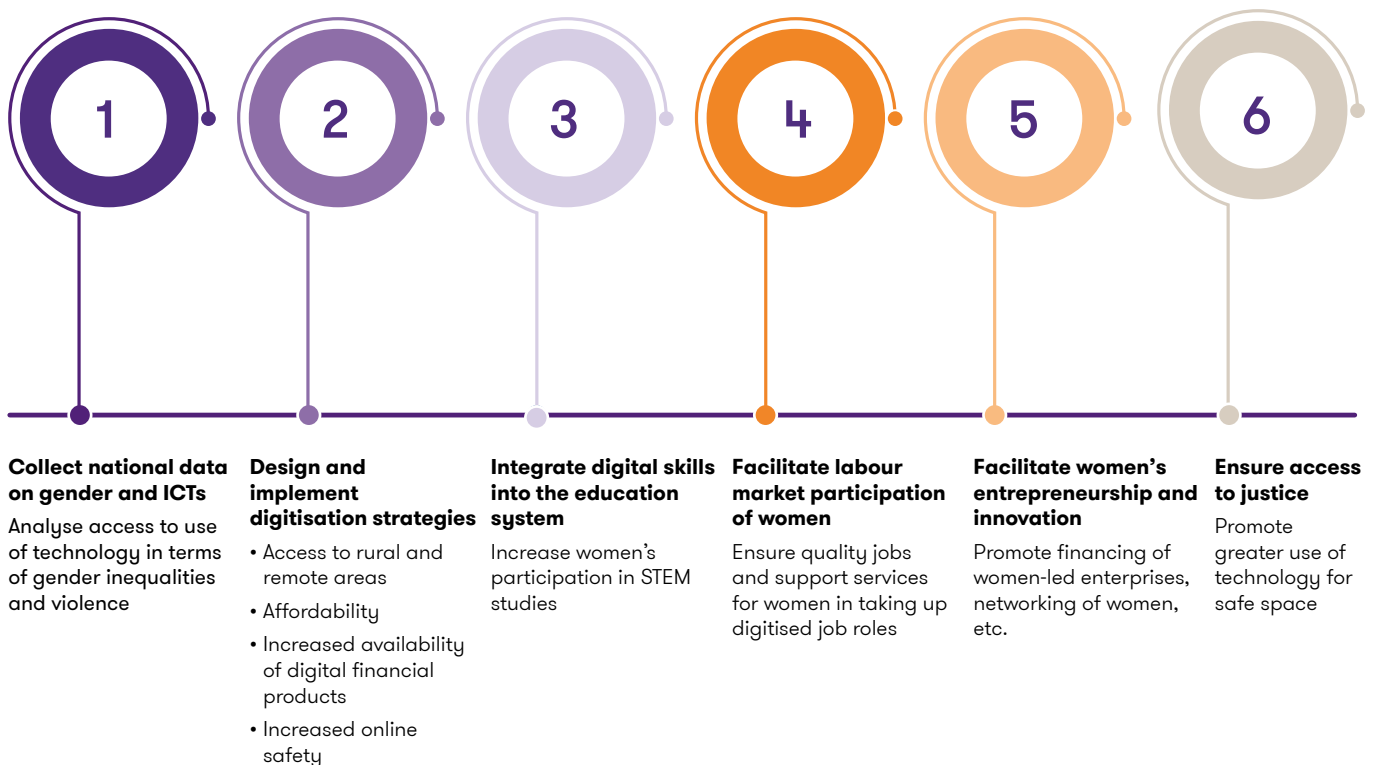 1
2
3
4
5
6
Collect national data
on gender and ICTs
Analyse access to use
of technology in terms
of gender inequalities
and violence
Design and
implement
digitisation strategies
• Access to rural and
remote areas
• Affordability
• Increased availability
of digital financial
products
• Increased online
safety
Integrate digital skills
into the education
system
Increase women’s
participation in STEM
studies
Facilitate labour
market participation
of women
Ensure quality jobs
and support services
for women in taking up
digitised job roles
Facilitate women’s
entrepreneurship and
innovation
Promote financing of
women-led enterprises,
networking of women,
etc.
Ensure access
to justice
Promote
greater use of
technology for
safe space